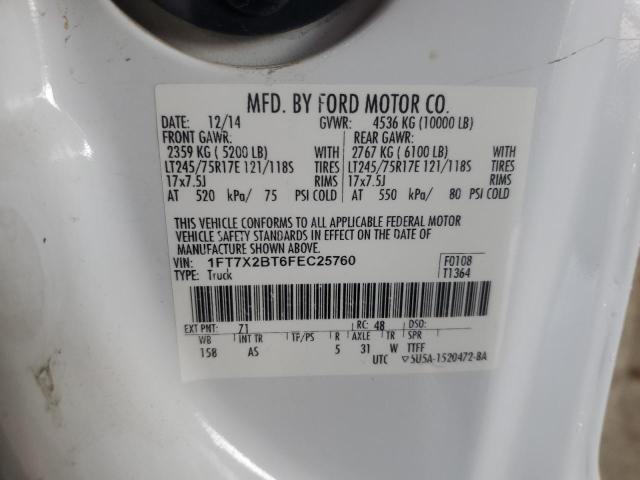 MFD. BY FORD MOTOR CO.
DATE: 12/14 GVWR: 4536 KG (10000 LB)
FRONT GAWR: REAR GAWR:
2359 KG ( 5200 LB) WITH 2767 KG ( 6100 LB) WITH
LT245/75R17E 121/118S TIRES LT245/75R17E 121/118S TIRES
17x7.5J RIMS 17x7.5J RIMS
AT 520 kPa/ 75 PSI COLD AT 550 kPa/ 80 PSI COLD
THIS VEHICLE CONFORMS TO ALL APPLICABLE FEDERAL MOTOR
VEHICLE SAFETY STANDARDS IN EFFECT ON THE DATE OF
MANUFACTURE SHOWN ABOVE.
VIN: 1FT7X2BT6FEC25760 F0108
TYPE: Truck T1364
EXT PNT: Z1 RC: 48 DSO:
WB INT TR TP/PS R AXLE TR SPR
158 AS 5 31 W TTFF
UTC ▽5U5A-1520472-BA